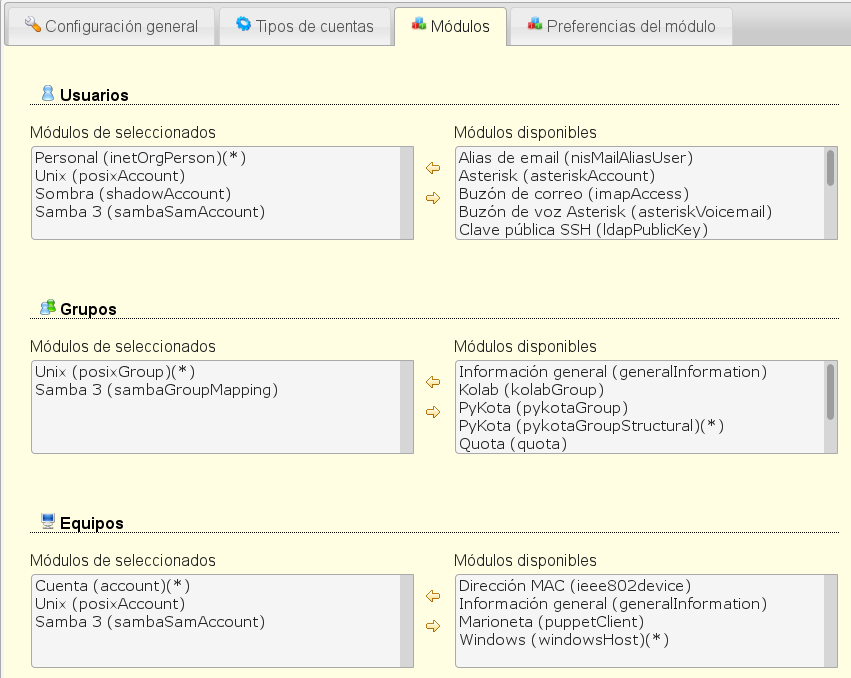 Configuración general
Tipos de cuentas
Módulos
Preferencias del módulo
Usuarios
Módulos de seleccionados
Personal (inetOrgPerson)(*)
Unix (posixAccount)
Sombra (shadowAccount)
Samba 3 (sambaSamAccount)
Módulos disponibles
Alias de email (nisMailAliasUser)
Asterisk (asteriskAccount)
Buzón de correo (imapAccess)
Buzón de voz Asterisk (asteriskVoicemail)
Clave pública SSH (ldapPublicKey)
Grupos
Módulos de seleccionados
Unix (posixGroup)(*)
Samba 3 (sambaGroupMapping)
Módulos disponibles
Información general (generalInformation)
Kolab (kolabGroup)
PyKota (pykotaGroup)
PyKota (pykotaGroupStructural)(*)
Quota (quota)
Equipos
Módulos de seleccionados
Cuenta (account)(*)
Unix (posixAccount)
Samba 3 (sambaSamAccount)
Módulos disponibles
Dirección MAC (ieee802device)
Información general (generalInformation)
Marioneta (puppetClient)
Windows (windowsHost)(*)